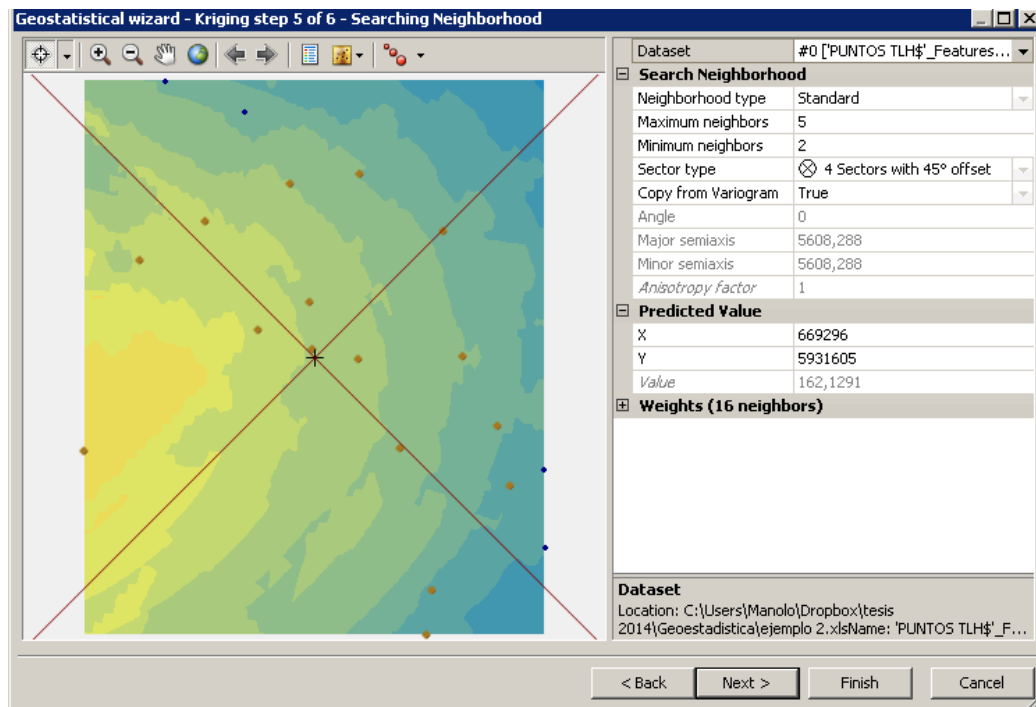 Geostatistical wizard - Kriging step 5 of 6 - Searching Neighborhood
Dataset #0 ['PUNTOS TLH$'_Features...
Search Neighborhood
Neighborhood type Standard
Maximum neighbors 5
Minimum neighbors 2
Sector type 4 Sectors with 45° offset
Copy from Variogram True
Angle 0
Major semiaxis 5608,288
Minor semiaxis 5608,288
Anisotropy factor 1
Predicted Value
X 669296
Y 5931605
Value 162,1291
Weights (16 neighbors)
Dataset
Location: C:\Users\Manolo\Dropbox\tesis
2014\Geoestadistica\ejemplo 2.xlsName: 'PUNTOS TLH$'_F...
< Back
Next >
Finish
Cancel